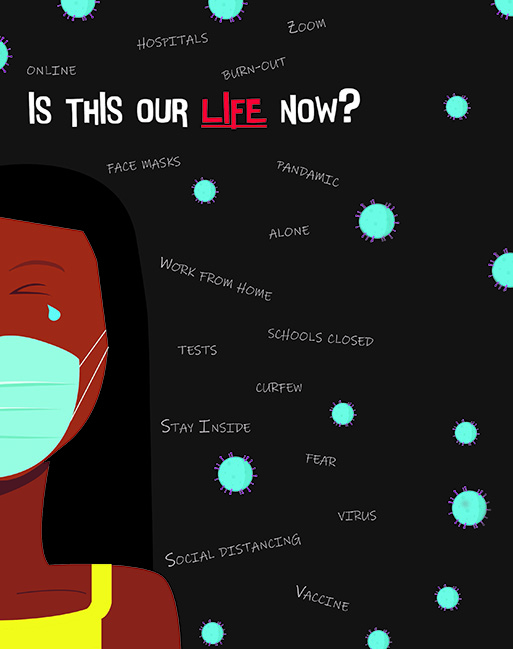 Zoom
HOSPITALS
ONLINE
BURN-OUT
IS THIS OUR LIFE NOW?
FACE MASKS
PANDAMIC
ALONE
WORK FROM HOME
SCHOOLS CLOSED
TESTS
CURFEW
STAY INSIDE
FEAR
VIRUS
SOCIAL DISTANCING
VACCINE